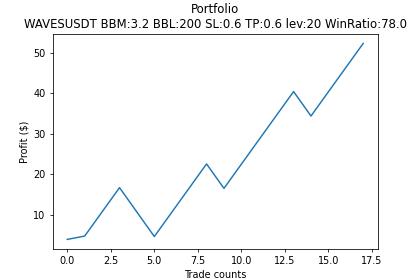 Portfolio
WAVESUSDT BBM:3.2 BBL:200 SL:0.6 TP:0.6 lev:20 WinRatio:78.0
Profit ($)
50
40
30
20
10
0.0 2.5 5.0 7.5 10.0 12.5 15.0 17.5
Trade counts